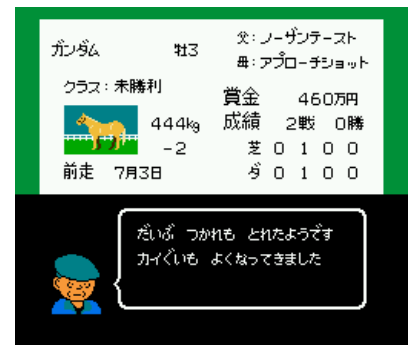 ガンダム 牡3
父:ノーザンテースト
母:アプローチショット
クラス:未勝利
賞金 460万円
444kg
成績 2戦 0勝
-2
芝 0 1 0 0
前走 7月3日
ダ 0 1 0 0
だいぶ つかれも とれたようです
カイぐいも よくなってきました